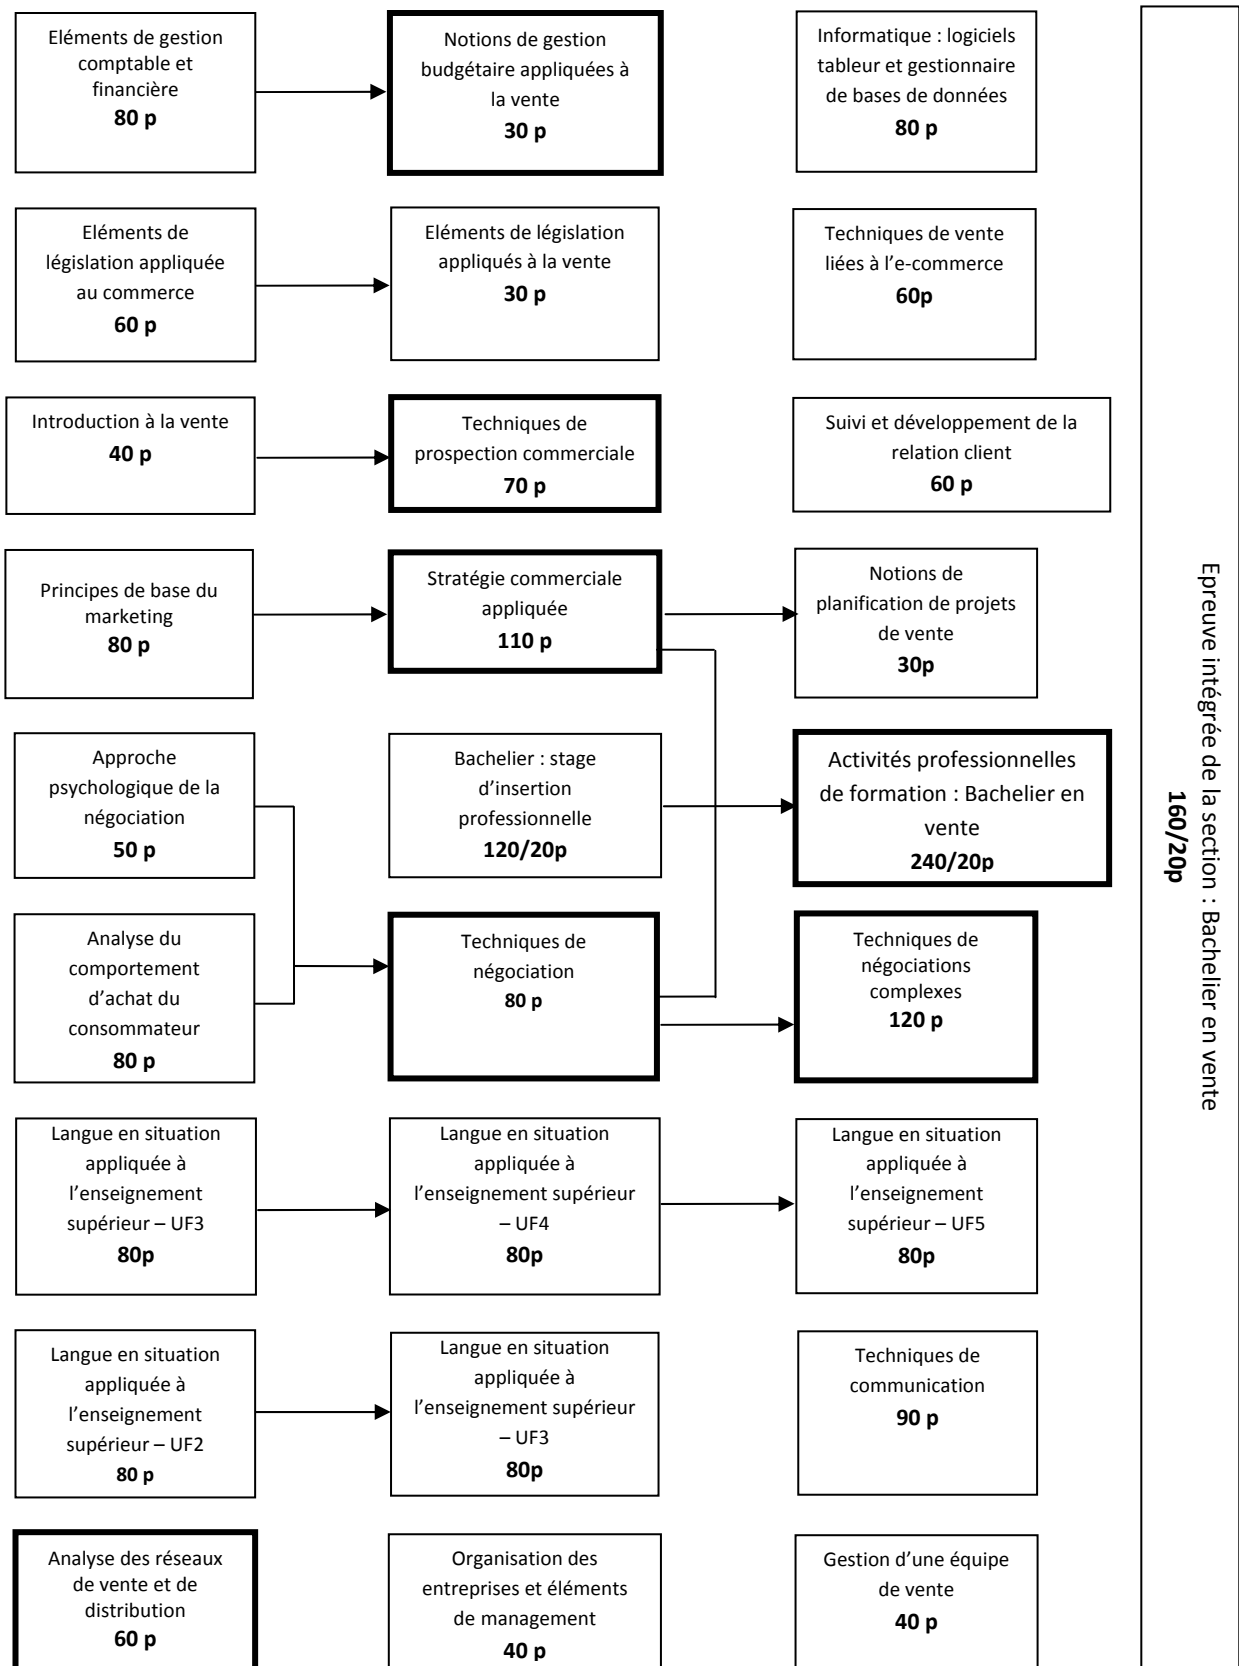 Eléments de gestion
comptable et
financière
80 p
Notions de gestion
budgétaire appliquées à
la vente
30 p
Informatique : logiciels
tableur et gestionnaire
de bases de données
80 p
Eléments de
législation appliquée
au commerce
60 p
Eléments de législation
appliqués à la vente
30 p
Techniques de vente
liées à l’e-commerce
60p
Introduction à la vente
40 p
Techniques de
prospection commerciale
70 p
Suivi et développement de la
relation client
60 p
Principes de base du
marketing
80 p
Stratégie commerciale
appliquée
110 p
Notions de
planification de projets
de vente
30p
Approche
psychologique de la
négociation
50 p
Bachelier : stage
d’insertion
professionnelle
120/20p
Activités professionnelles
de formation : Bachelier en
vente
240/20p
Analyse du
comportement
d’achat du
consommateur
80 p
Techniques de
négociation
80 p
Techniques de
négociations
complexes
120 p
Langue en situation
appliquée à
l’enseignement
supérieur – UF3
80p
Langue en situation
appliquée à
l’enseignement supérieur
– UF4
80p
Langue en situation
appliquée à
l’enseignement
supérieur – UF5
80p
Langue en situation
appliquée à
l’enseignement
supérieur – UF2
80 p
Langue en situation
appliquée à
l’enseignement supérieur
– UF3
80p
Techniques de
communication
90 p
Analyse des réseaux
de vente et de
distribution
60 p
Organisation des
entreprises et éléments
de management
40 p
Gestion d’une équipe
de vente
40 p
Epreuve intégrée de la section : Bachelier en vente
160/20p